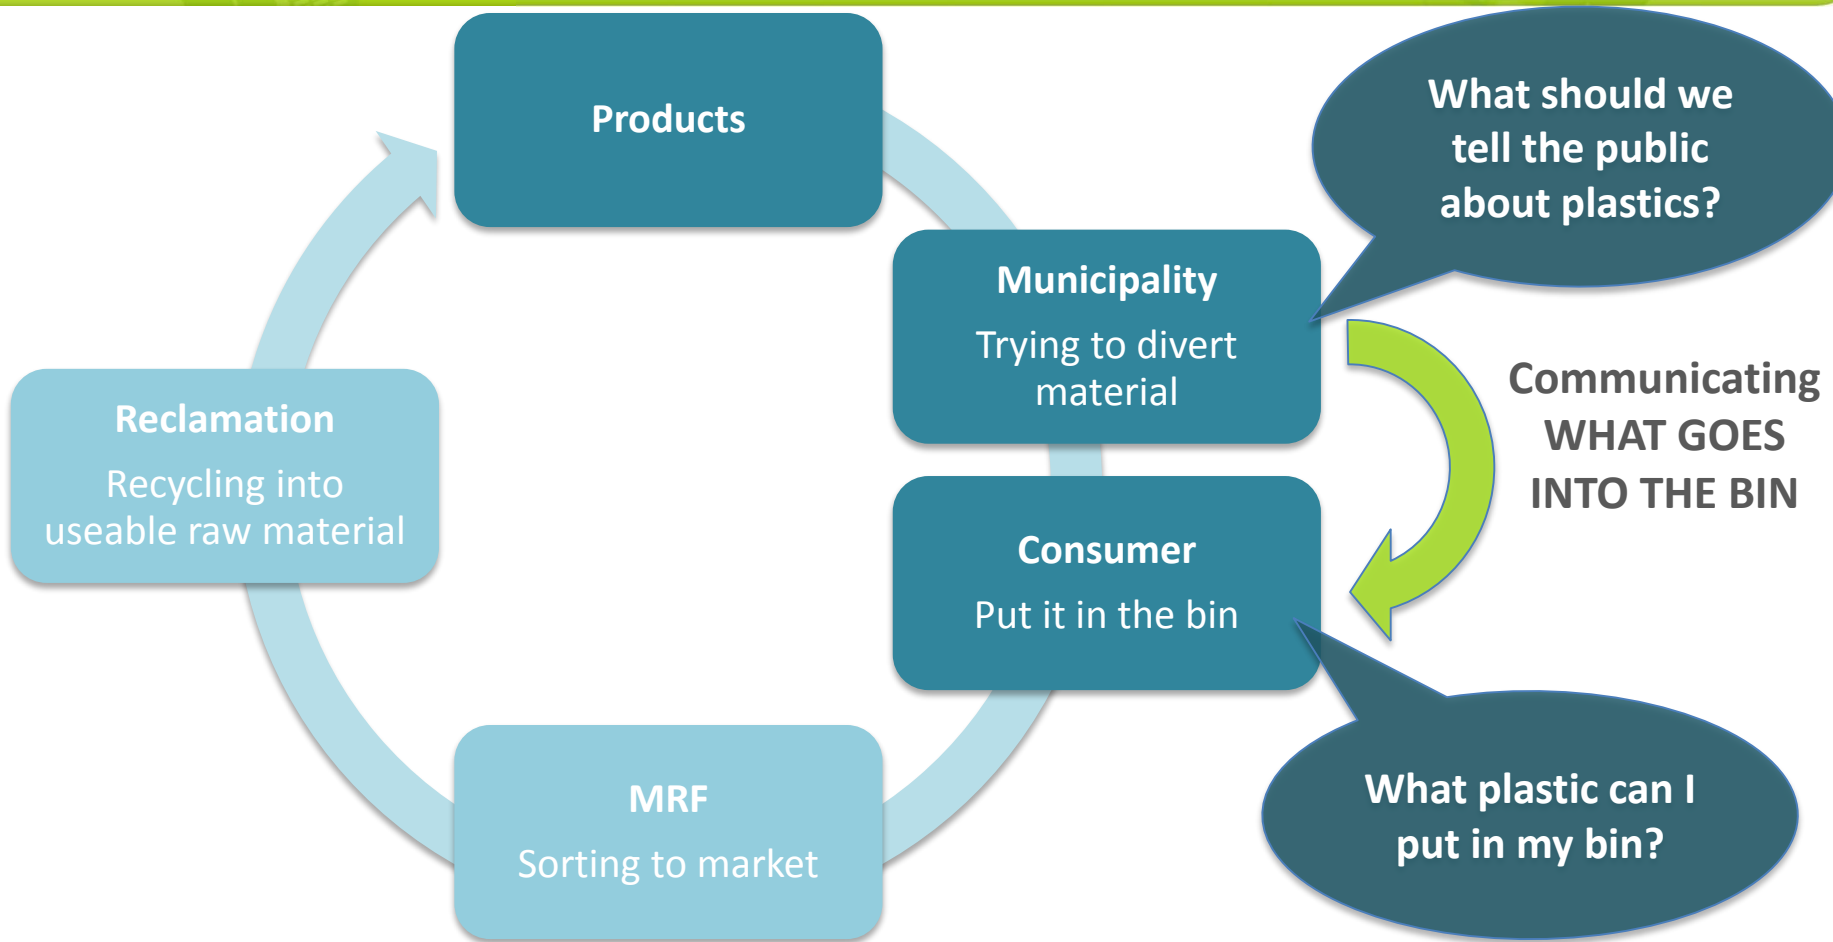 Products
What should we
tell the public
about plastics?
Municipality
Trying to divert
material
Communicating
WHAT GOES
INTO THE BIN
Reclamation
Recycling into
useable raw material
Consumer
Put it in the bin
MRF
Sorting to market
What plastic can I
put in my bin?